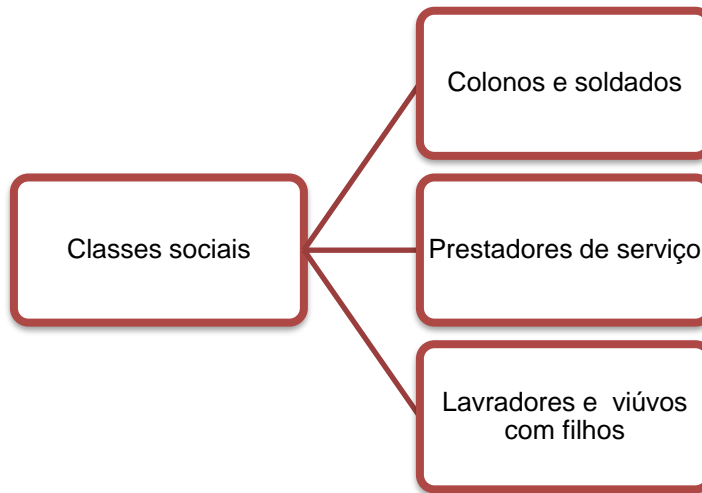 Colonos e soldados
Classes sociais
Prestadores de serviço
Lavradores e viúvos
com filhos